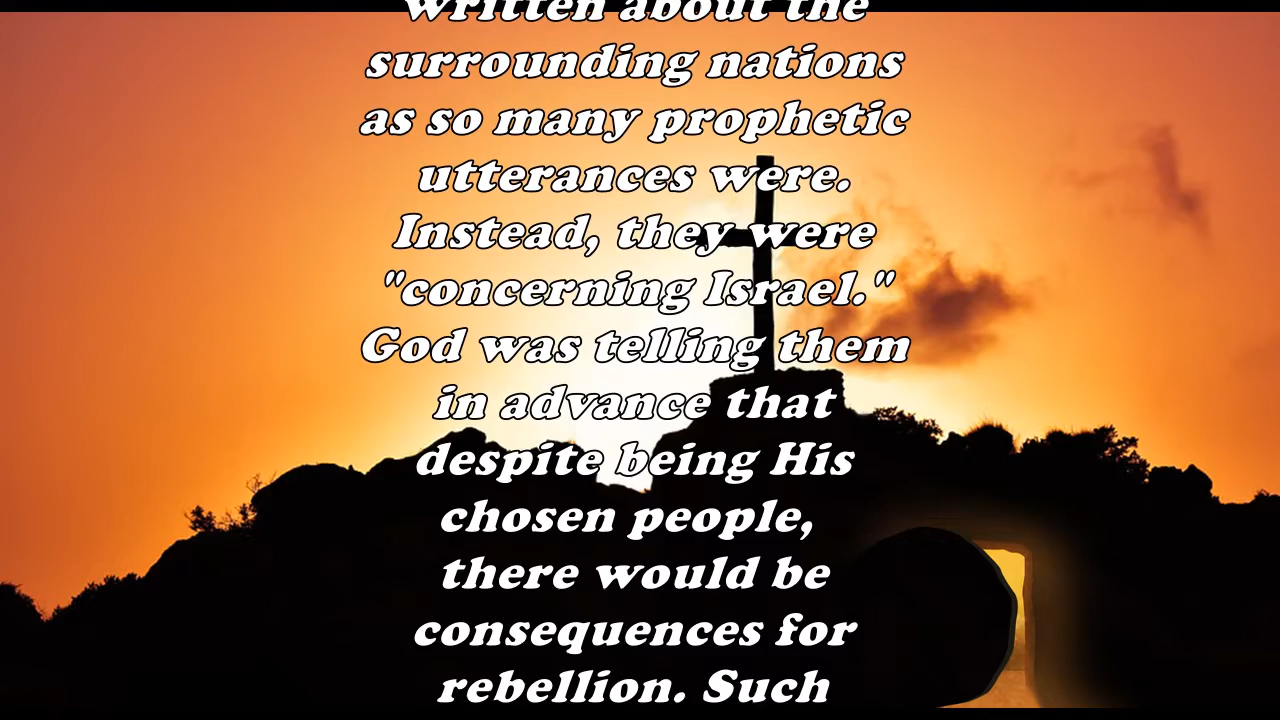 written about the
surrounding nations
as so many prophetic
utterances were.
Instead, they were
"concerning Israel."
God was telling them
in advance that
despite being His
chosen people,
there would be
consequences for
rebellion. Such